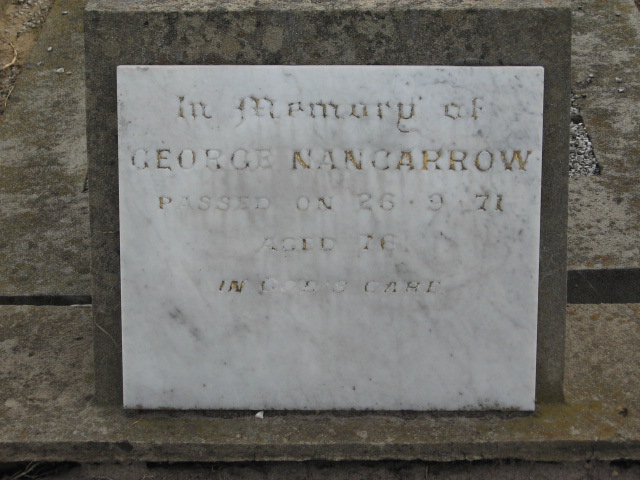 In Memory of
GEORGE NANCARROW
PASSED ON 26·9·71
AGED 76
IN GOD'S CARE